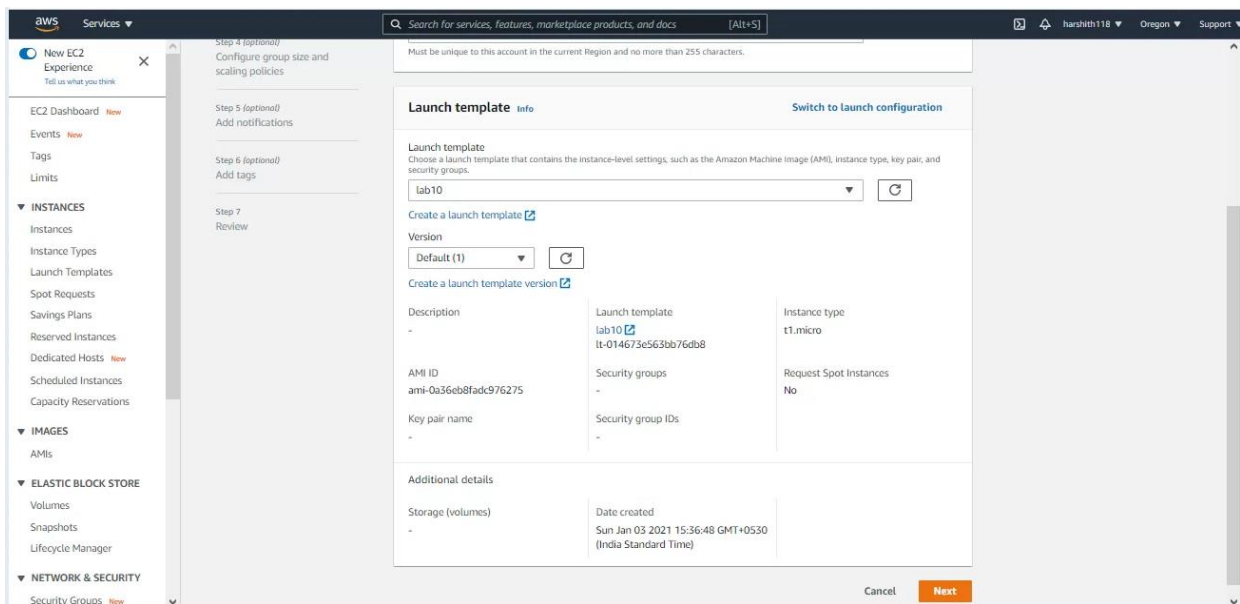 aws
Services
Search for services, features, marketplace products, and docs
[Alt+S]
harshith118
Oregon
Support
New EC2
Experience
Tell us what you think
EC2 Dashboard New
Events New
Tags
Limits
INSTANCES
Instances
Instance Types
Launch Templates
Spot Requests
Savings Plans
Reserved Instances
Dedicated Hosts New
Scheduled Instances
Capacity Reservations
IMAGES
AMIs
ELASTIC BLOCK STORE
Volumes
Snapshots
Lifecycle Manager
NETWORK & SECURITY
Security Groups New
Step 4 (optional)
Configure group size and
scaling policies
Step 5 (optional)
Add notifications
Step 6 (optional)
Add tags
Step 7
Review
Must be unique to this account in the current Region and no more than 255 characters.
Launch template Info
Switch to launch configuration
Launch template
Choose a launch template that contains the instance-level settings, such as the Amazon Machine Image (AMI), instance type, key pair, and
security groups.
lab10
Create a launch template
Version
Default (1)
Create a launch template version
Description
-
Launch template
lab10
lt-014673e563bb76db8
Instance type
t1.micro
AMI ID
ami-0a36eb8fadc976275
Security groups
-
Request Spot Instances
No
Key pair name
-
Security group IDs
-
Additional details
Storage (volumes)
-
Date created
Sun Jan 03 2021 15:36:48 GMT+0530
(India Standard Time)
Cancel
Next